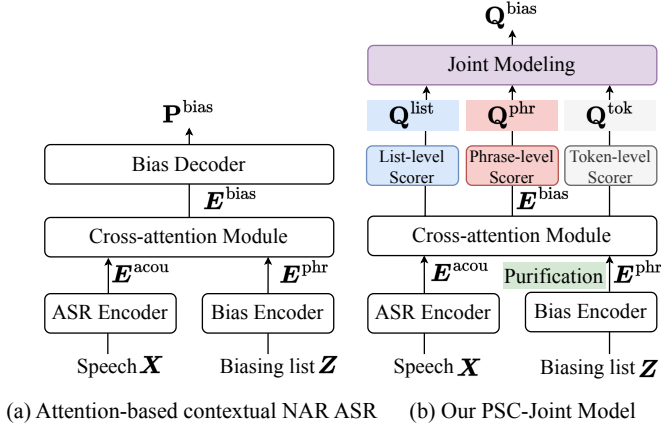 P^bias
Bias Decoder
E^bias
Cross-attention Module
E^acou
E^phr
ASR Encoder
Bias Encoder
Speech X
Biasing list Z
(a) Attention-based contextual NAR ASR
Q^bias
Joint Modeling
Q^list
Q^phr
Q^tok
List-level
Scorer
Phrase-level
Scorer
Token-level
Scorer
E^bias
Cross-attention Module
E^acou
Purification
E^phr
ASR Encoder
Bias Encoder
Speech X
Biasing list Z
(b) Our PSC-Joint Model